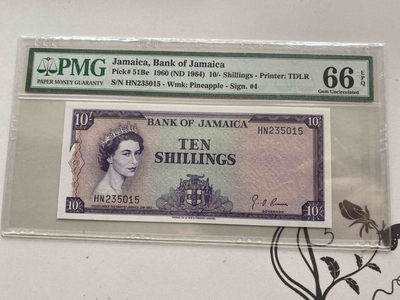 PMG
PAPER MONEY GUARANTY
Jamaica, Bank of Jamaica
Pick# 51Be 1960 (ND 1964) 10/- Shillings - Printer: TDLR
S/N HN235015 - Wmk: Pineapple - Sign. #4
66 EPQ
Gem Uncirculated
10/-
BANK OF JAMAICA
10/-
HN235015
TEN
SHILLINGS
HN235015
GOVERNOR
10/-
10/-